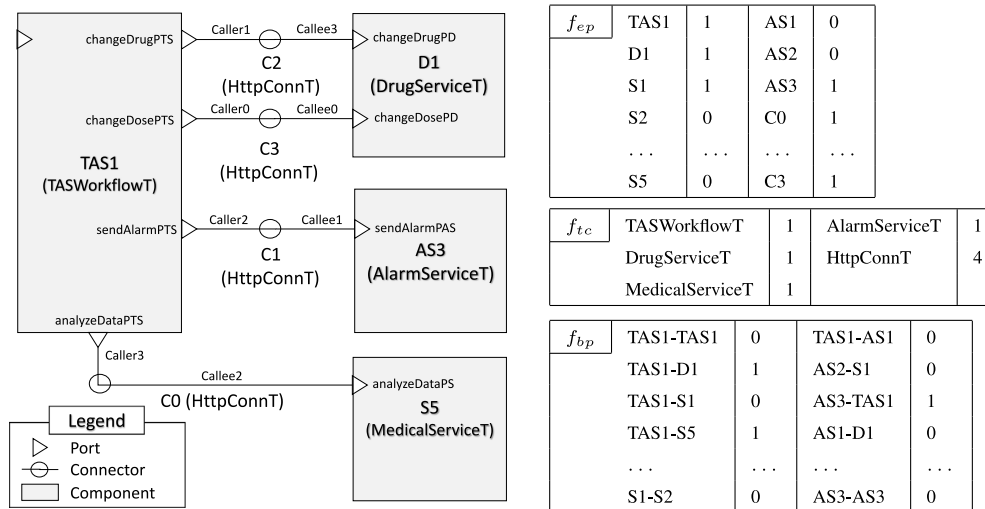 changeDrugPTS Caller1 Callee3 changeDrugPD
C2 D1
(HttpConnT) (DrugServiceT)
changeDosePTS Caller0 Callee0 changeDosePD
C3
TAS1 (HttpConnT)
(TASWorkflowT)
sendAlarmPTS Caller2 Callee1 sendAlarmPAS
C1 AS3
(HttpConnT) (AlarmServiceT)
analyzeDataPTS
Caller3
Callee2 analyzeDataPS
C0 (HttpConnT) S5
(MedicalServiceT)
Legend
Port
Connector
Component
fep TAS1 1 AS1 0
D1 1 AS2 0
S1 1 AS3 1
S2 0 C0 1
. . . . . . . . . . . .
S5 0 C3 1
ftc TASWorkflowT 1 AlarmServiceT 1
DrugServiceT 1 HttpConnT 4
MedicalServiceT 1
fbp TAS1-TAS1 0 TAS1-AS1 0
TAS1-D1 1 AS2-S1 0
TAS1-S1 0 AS3-TAS1 1
TAS1-S5 1 AS1-D1 0
. . . . . . . . . . . .
S1-S2 0 AS3-AS3 0